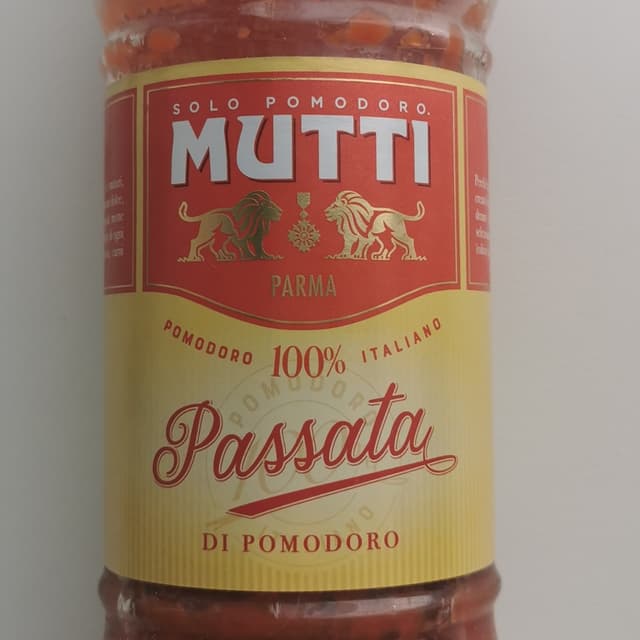 SOLO POMODORO.
MUTTI
PARMA
POMODORO 100% ITALIANO
Passata
DI POMODORO